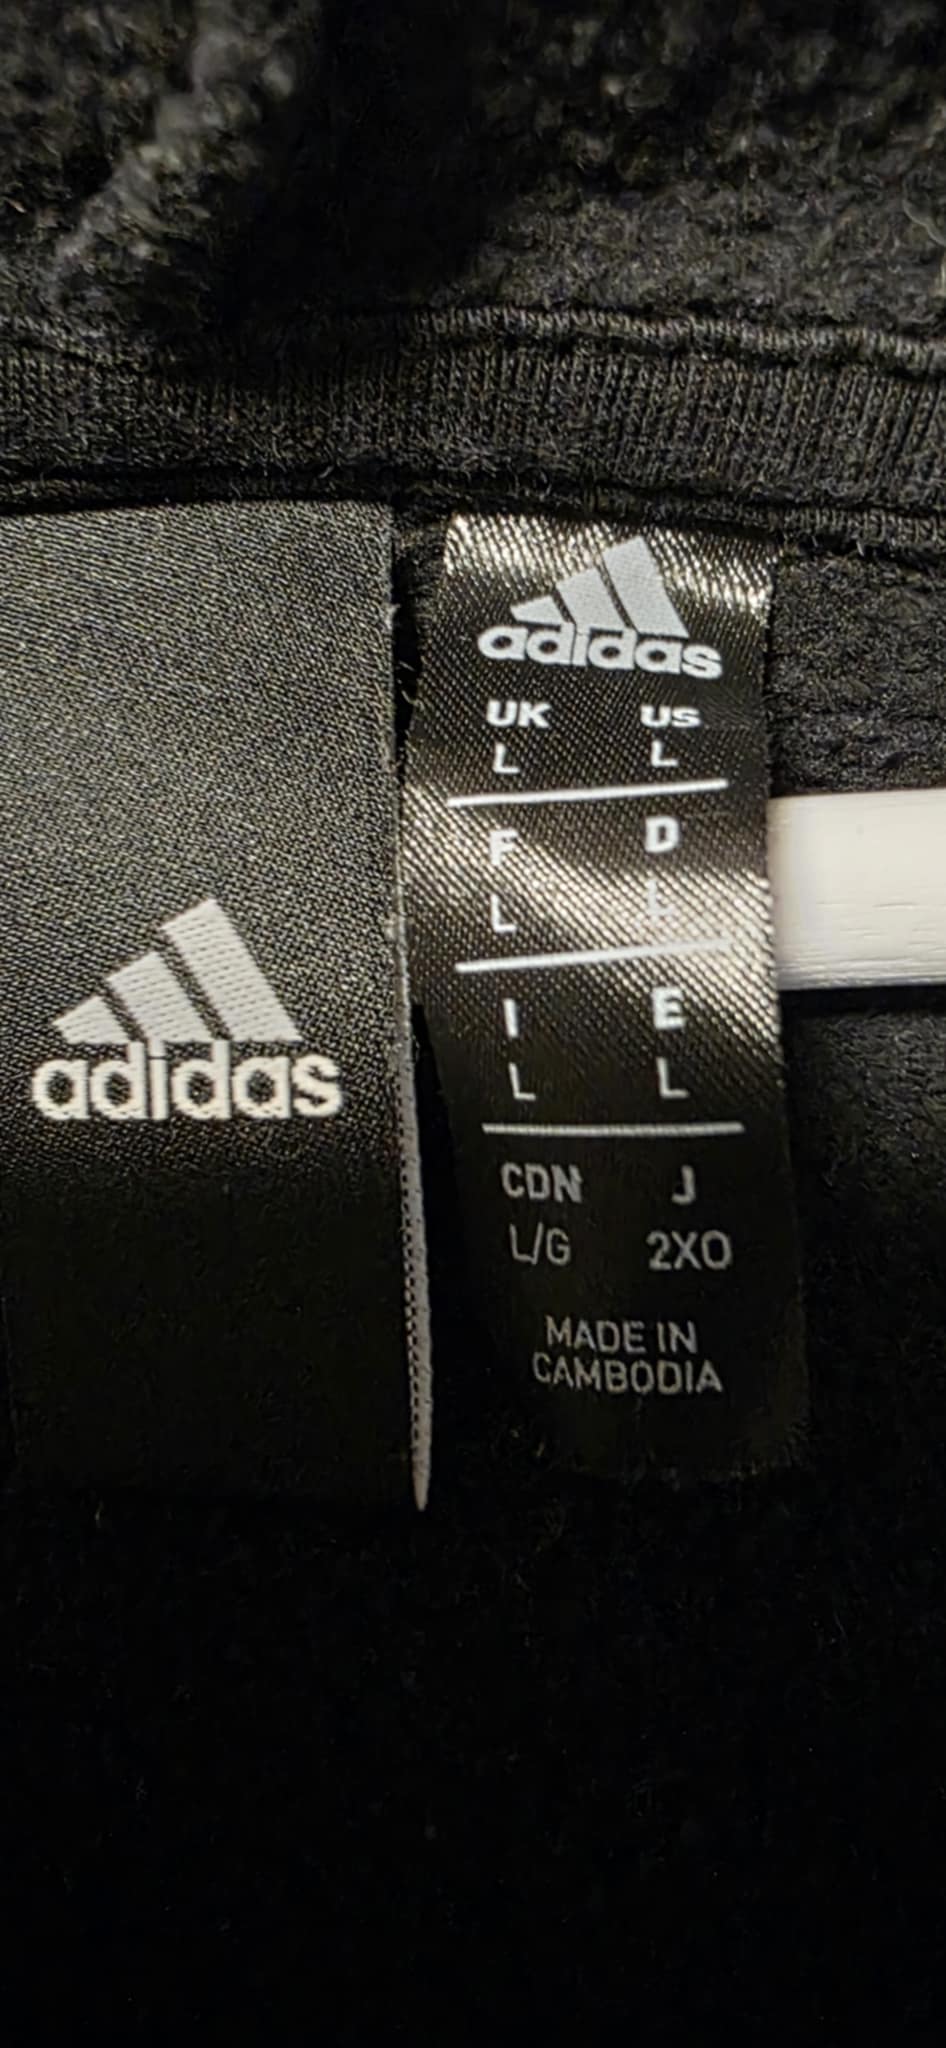 adidas
adidas
UK US
L L
F D
L L
I E
L L
CDN J
L/G 2XO
MADE IN
CAMBODIA